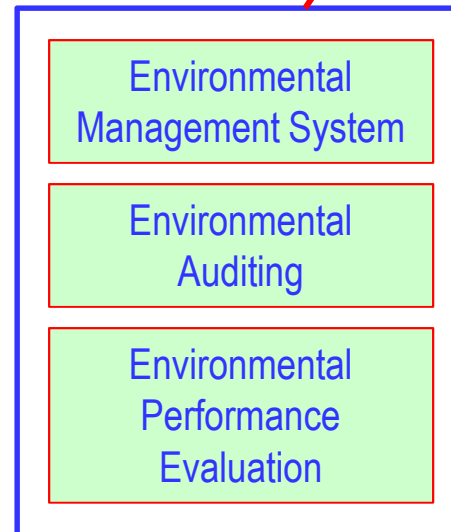 Environmental
Management System
Environmental
Auditing
Environmental
Performance
Evaluation